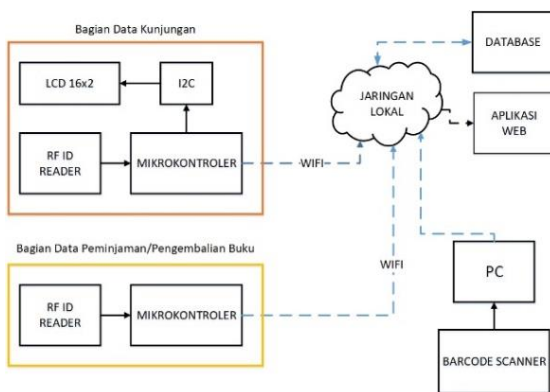 Bagian Data Kunjungan
LCD 16x2
I2C
RF ID
READER
MIKROKONTROLER
WIFI
JARINGAN
LOKAL
DATABASE
APLIKASI
WEB
Bagian Data Peminjaman/Pengembalian Buku
RF ID
READER
MIKROKONTROLER
WIFI
PC
BARCODE SCANNER